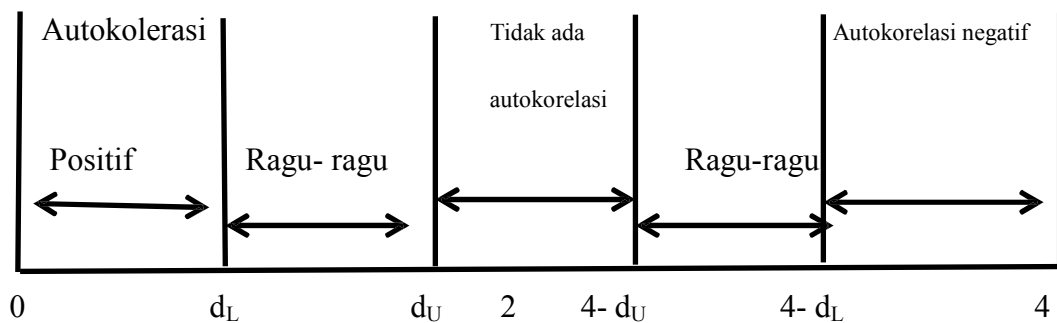 Autokolerasi
Positif
Ragu- ragu
Tidak ada
autokorelasi
Ragu-ragu
Autokorelasi negatif
0 dL dU 2 4- dU 4- dL 4